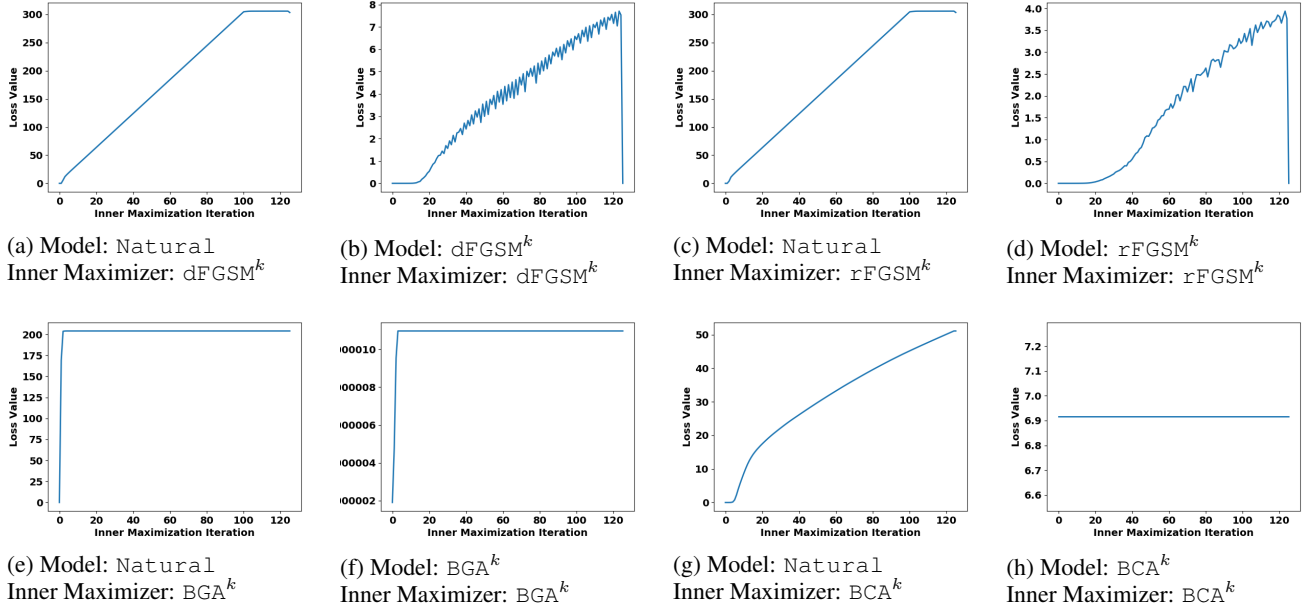 300
250
200
150
100
50
0
Loss Value
0 20 40 60 80 100 120
Inner Maximization Iteration
(a) Model: Natural
Inner Maximizer: dFGSM^k
8
7
6
5
4
3
2
1
0
Loss Value
0 20 40 60 80 100 120
Inner Maximization Iteration
(b) Model: dFGSM^k
Inner Maximizer: dFGSM^k
300
250
200
150
100
50
0
Loss Value
0 20 40 60 80 100 120
Inner Maximization Iteration
(c) Model: Natural
Inner Maximizer: rFGSM^k
4.0
3.5
3.0
2.5
2.0
1.5
1.0
0.5
0.0
Loss Value
0 20 40 60 80 100 120
Inner Maximization Iteration
(d) Model: rFGSM^k
Inner Maximizer: rFGSM^k
200
175
150
125
100
75
50
25
0
Loss Value
0 20 40 60 80 100 120
Inner Maximization Iteration
(e) Model: Natural
Inner Maximizer: BGA^k
00010
00008
00006
00004
00002
0 20 40 60 80 100 120
Inner Maximization Iteration
(f) Model: BGA^k
Inner Maximizer: BGA^k
50
40
30
20
10
0
Loss Value
0 20 40 60 80 100 120
Inner Maximization Iteration
(g) Model: Natural
Inner Maximizer: BCA^k
7.2
7.1
7.0
6.9
6.8
6.7
6.6
Loss Value
0 20 40 60 80 100 120
Inner Maximization Iteration
(h) Model: BCA^k
Inner Maximizer: BCA^k